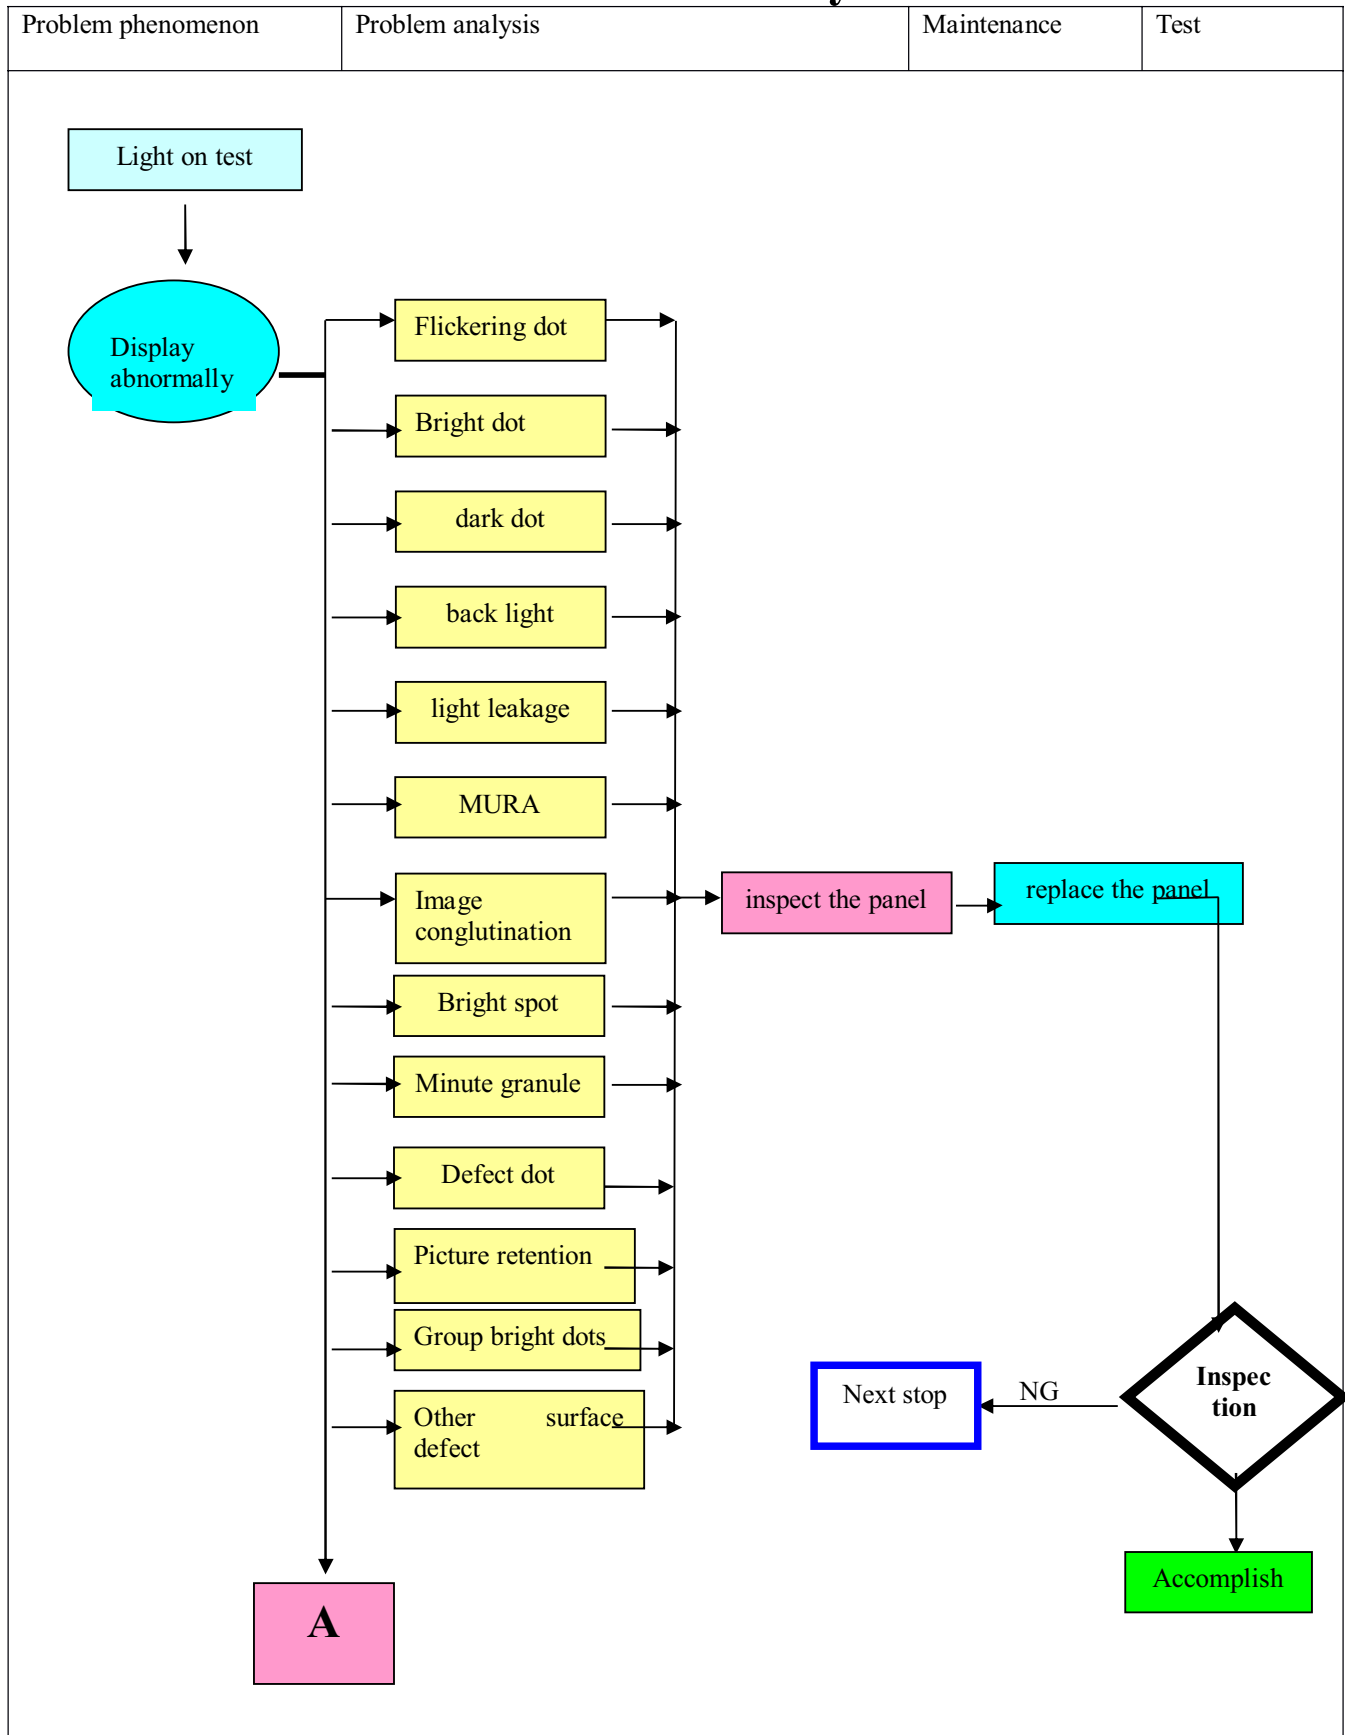 Problem phenomenon
Problem analysis
Maintenance
Test
Light on test
Display
abnormally
Flickering dot
Bright dot
dark dot
back light
light leakage
MURA
Image
conglutination
Bright spot
Minute granule
Defect dot
Picture retention
Group bright dots
Other surface
defect
inspect the panel
replace the panel
Inspec
tion
NG
Next stop
Accomplish
A